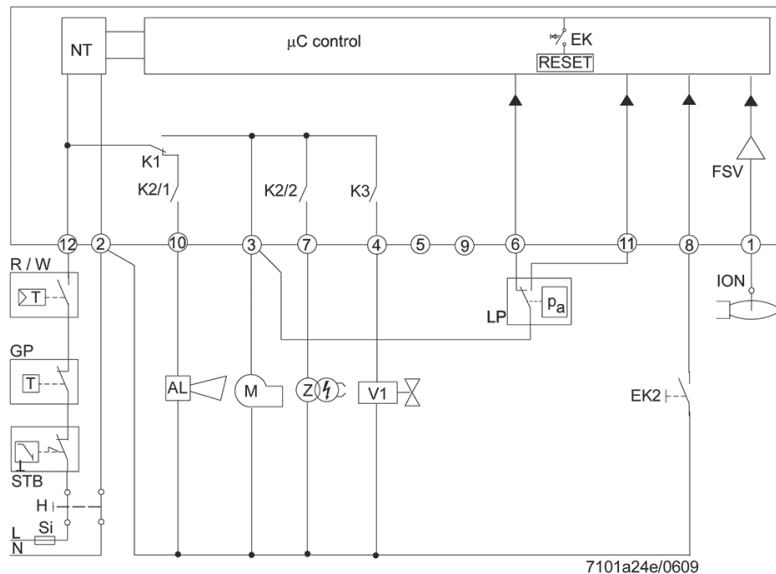 NT
μC control
EK
RESET
FSV
K1
K2/1
K2/2
K3
12
2
10
3
7
4
5
9
6
11
8
1
R / W
T
ION
LP
pa
GP
T
AL
M
Z
V1
EK2
STB
H
L
Si
N
7101a24e/0609